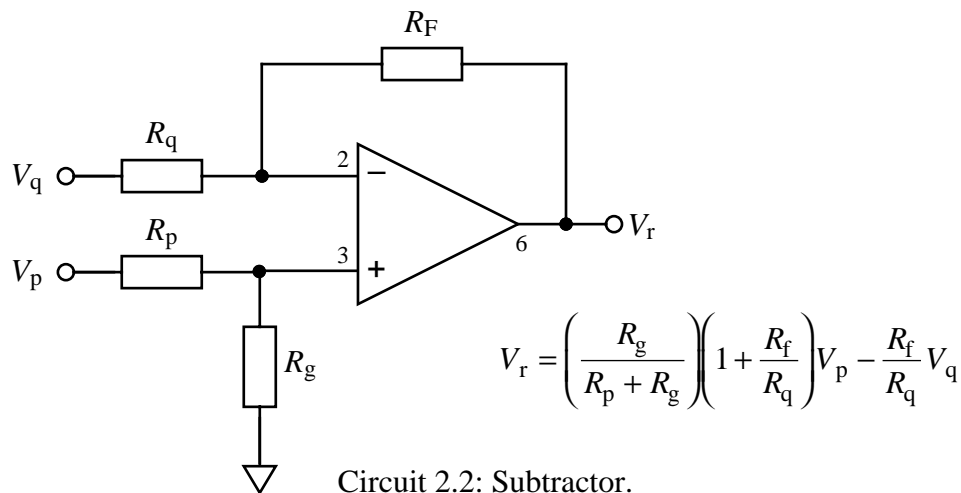 R_F
R_q
V_q
2
−
R_p
V_p
3
+
6
V_r
R_g
V_r = (R_g / (R_p + R_g)) (1 + R_f / R_q) V_p − R_f / R_q V_q
Circuit 2.2: Subtractor.